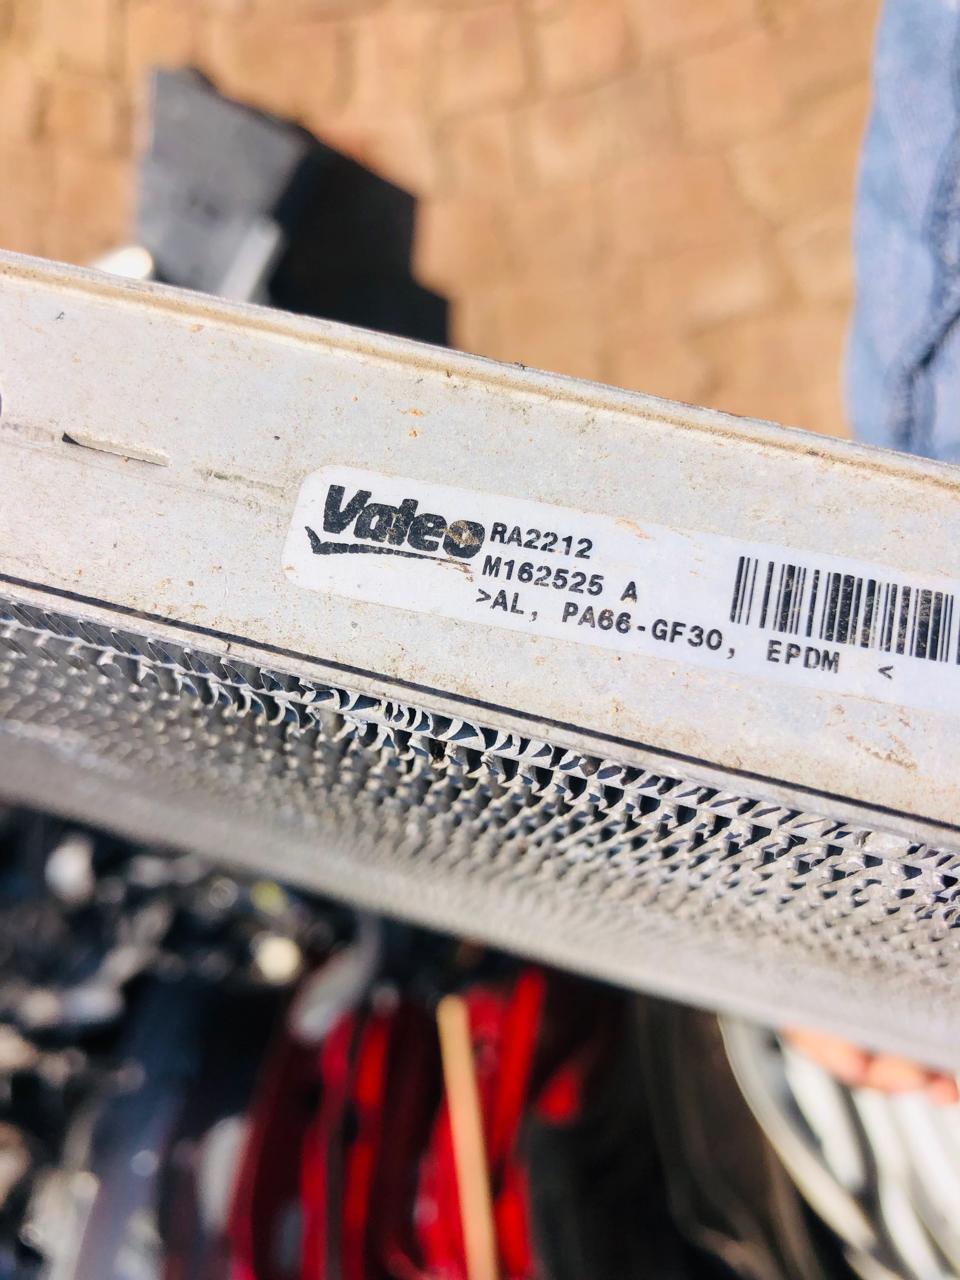 Valeo
RA2212
M162525 A
>AL, PA66-GF30, EPDM <